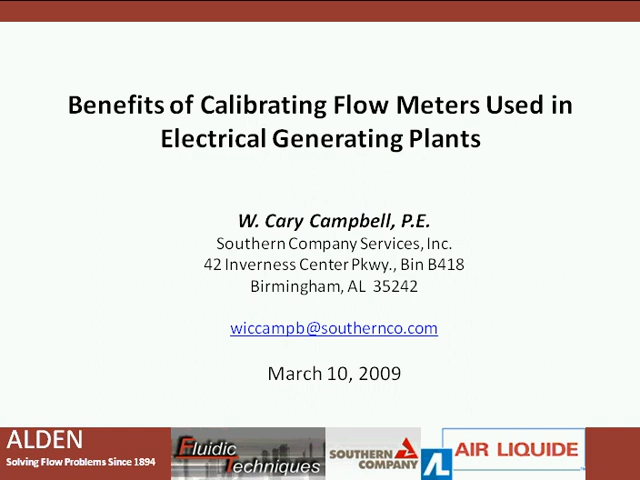 Benefits of Calibrating Flow Meters Used in
Electrical Generating Plants
W. Cary Campbell, P.E.
Southern Company Services, Inc.
42 Inverness Center Pkwy., Bin B418
Birmingham, AL 35242
wiccampb@southernco.com
March 10, 2009
ALDEN
Solving Flow Problems Since 1894
Fluidic
Techniques
SOUTHERN
COMPANY
AL AIR LIQUIDE